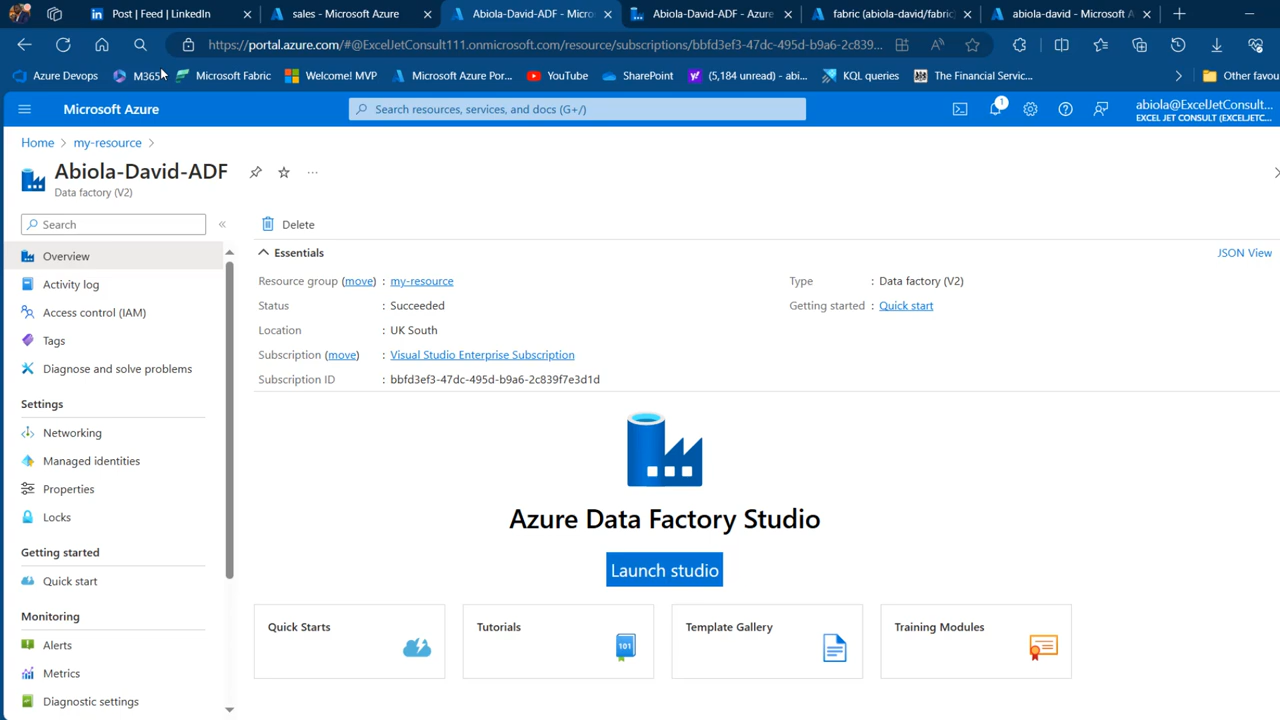 Post | Feed | LinkedIn
sales - Microsoft Azure
Abiola-David-ADF - Micro
Abiola-David-ADF - Azure
fabric (abiola-david/fabric
abiola-david - Microsoft A
https://portal.azure.com/#@ExcelJetConsult111.onmicrosoft.com/resource/subscriptions/bbfd3ef3-47dc-495d-b9a6-2c839...
Azure Devops
M365
Microsoft Fabric
Welcome! MVP
Microsoft Azure Por...
YouTube
SharePoint
(5,184 unread) - abi...
KQL queries
The Financial Servic...
Other favou
Microsoft Azure
Search resources, services, and docs (G+/)
1
abiola@ExcelJetConsult...
EXCEL JET CONSULT (EXCELJETC...
Home > my-resource >
Abiola-David-ADF
Data factory (V2)
Search
Delete
Overview
Activity log
Access control (IAM)
Tags
Diagnose and solve problems
Settings
Networking
Managed identities
Properties
Locks
Getting started
Quick start
Monitoring
Alerts
Metrics
Diagnostic settings
Essentials
JSON View
Resource group (move) : my-resource
Status : Succeeded
Location : UK South
Subscription (move) : Visual Studio Enterprise Subscription
Subscription ID : bbfd3ef3-47dc-495d-b9a6-2c839f7e3d1d
Type : Data factory (V2)
Getting started : Quick start
Azure Data Factory Studio
Launch studio
Quick Starts
Tutorials
101
Template Gallery
Training Modules